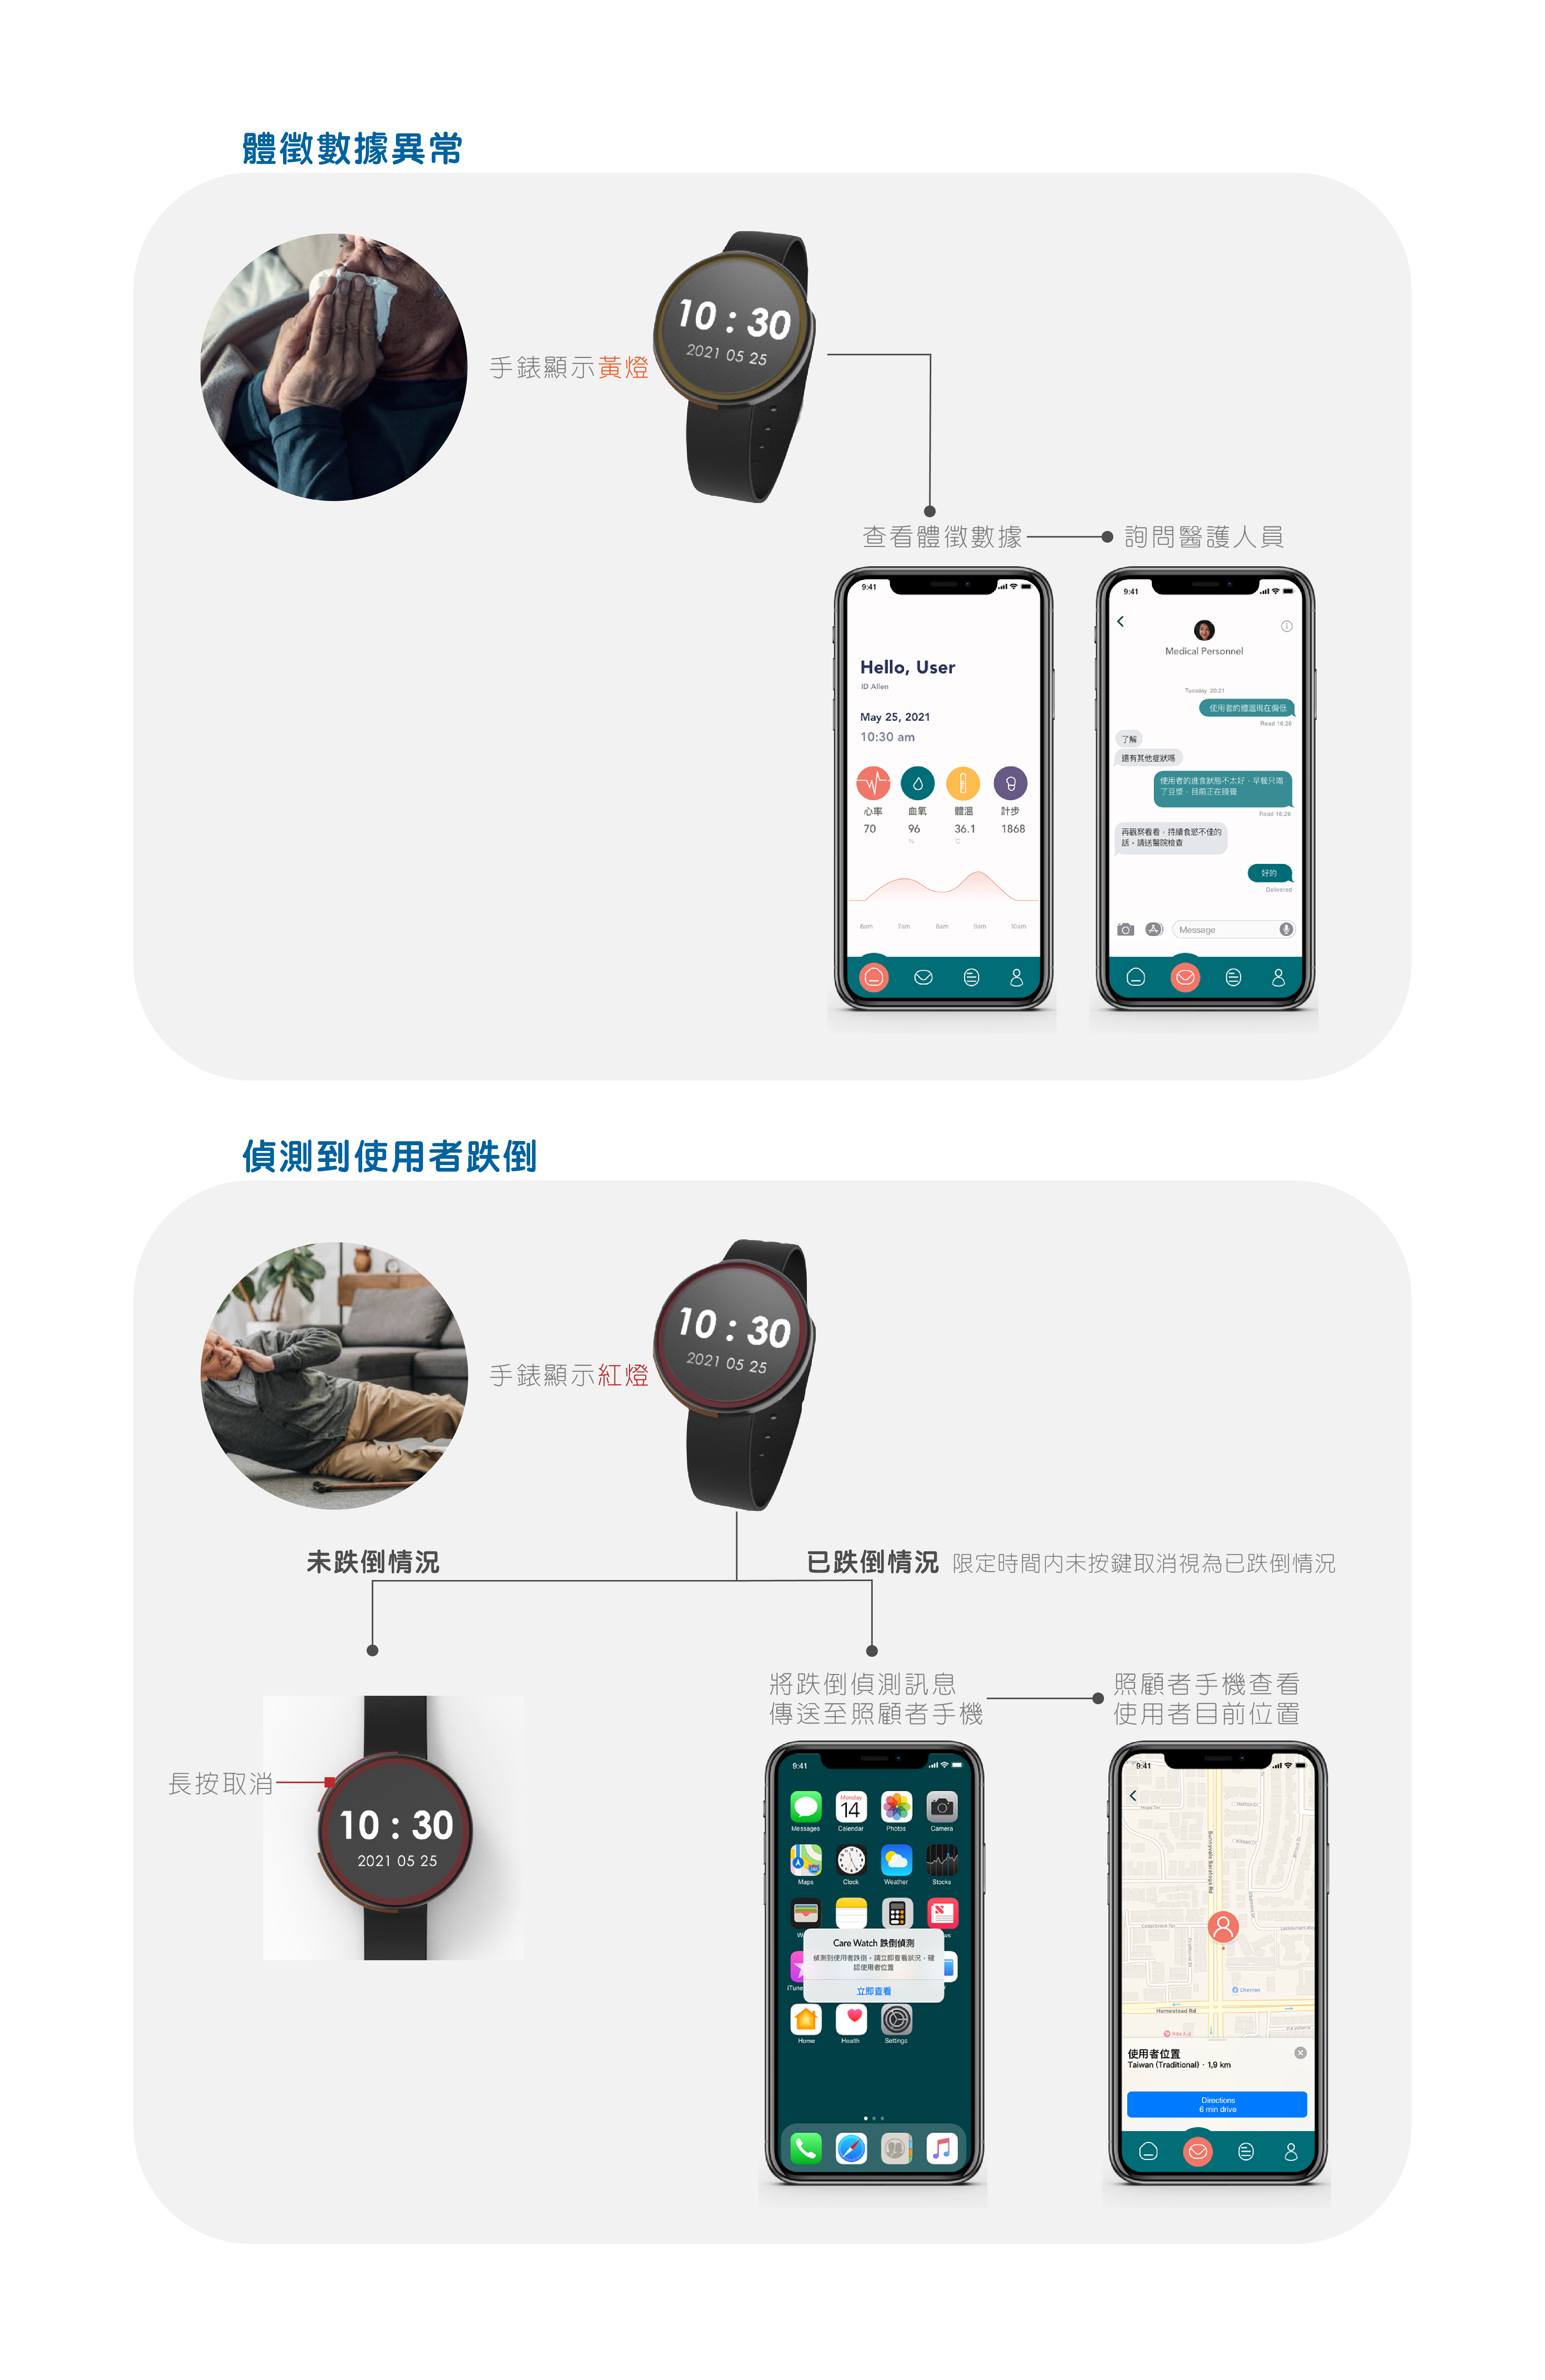 體徵數據異常
手錶顯示黃燈
10 : 30
2021 05 25
查看體徵數據
詢問醫護人員
9:41
Hello, User
ID Allen
May 25, 2021
10:30 am
心率 血氧 體溫 計步
70 96 36.1 1868
% °C
6am 7am 8am 9am 10am
9:41
Medical Personnel
Tuesday 20:21
使用者的體溫現在偏低
Read 16:26
了解
還有其他症狀嗎
使用者的進食狀態不太好，早餐只喝
了豆漿，目前正在睡覺
Read 16:26
再觀察看看，持續食慾不佳的
話，請送醫院檢查
好的
Delivered
Message
偵測到使用者跌倒
手錶顯示紅燈
10 : 30
2021 05 25
未跌倒情況
已跌倒情況 限定時間內未按鍵取消視為已跌倒情況
長按取消
10 : 30
2021 05 25
將跌倒偵測訊息
傳送至照顧者手機
照顧者手機查看
使用者目前位置
9:41
Monday
14
Messages Calendar Photos Camera
Maps Clock Weather Stocks
Care Watch 跌倒偵測
偵測到使用者跌倒，請立即查看狀況，確
認使用者位置
立即查看
Home Health Settings
9:41
Hope Ter
Sunnyvale Saratoga Rd
Cedarbrook Ter
Lockhaven Way
Chevron
Homestead Rd
Rite Aid
使用者位置
Taiwan (Traditional) · 1,9 km
Directions
6 min drive